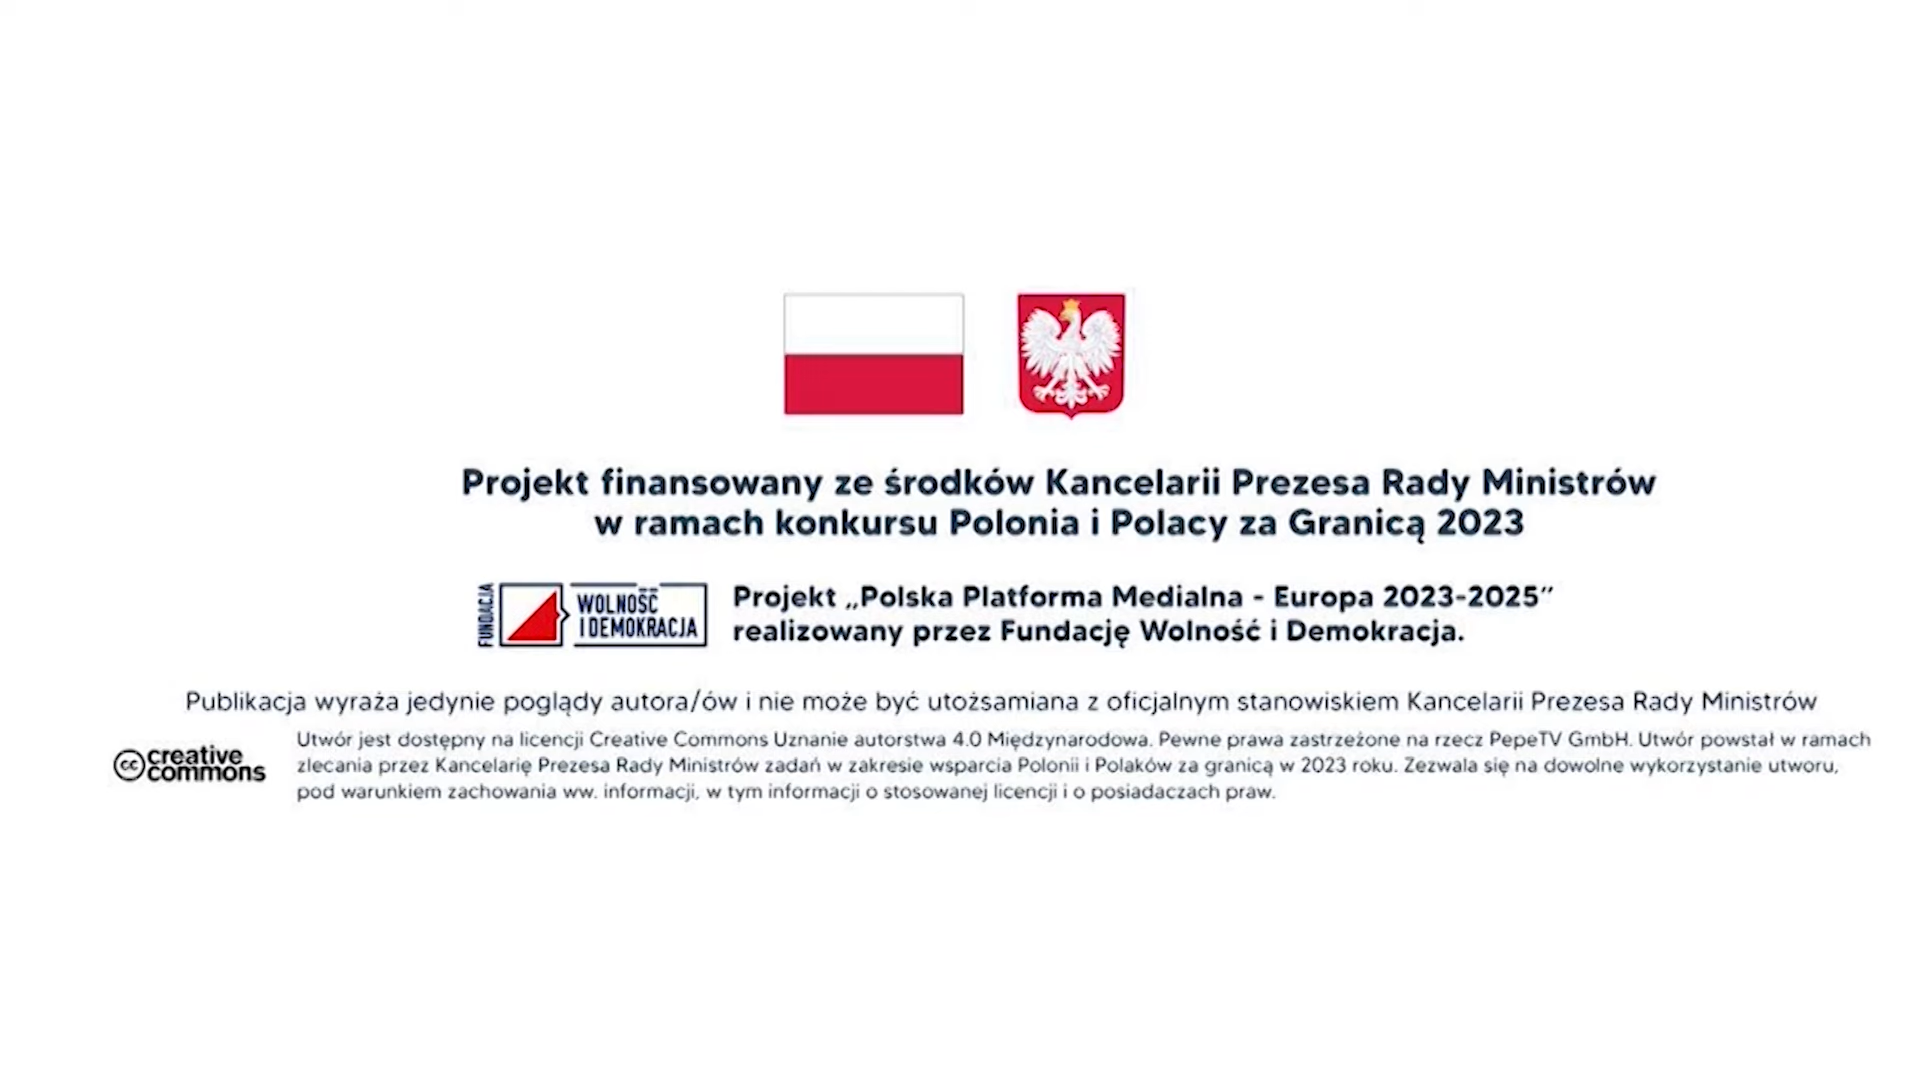 Projekt finansowany ze środków Kancelarii Prezesa Rady Ministrów
w ramach konkursu Polonia i Polacy za Granicą 2023
FUNDACJA
WOLNOŚĆ
I DEMOKRACJA
Projekt „Polska Platforma Medialna - Europa 2023-2025”
realizowany przez Fundację Wolność i Demokracja.
Publikacja wyraża jedynie poglądy autora/ów i nie może być utożsamiana z oficjalnym stanowiskiem Kancelarii Prezesa Rady Ministrów
cc creative
commons
Utwór jest dostępny na licencji Creative Commons Uznanie autorstwa 4.0 Międzynarodowa. Pewne prawa zastrzeżone na rzecz PepeTV GmbH. Utwór powstał w ramach
zlecania przez Kancelarię Prezesa Rady Ministrów zadań w zakresie wsparcia Polonii i Polaków za granicą w 2023 roku. Zezwala się na dowolne wykorzystanie utworu,
pod warunkiem zachowania ww. informacji, w tym informacji o stosowanej licencji i o posiadaczach praw.